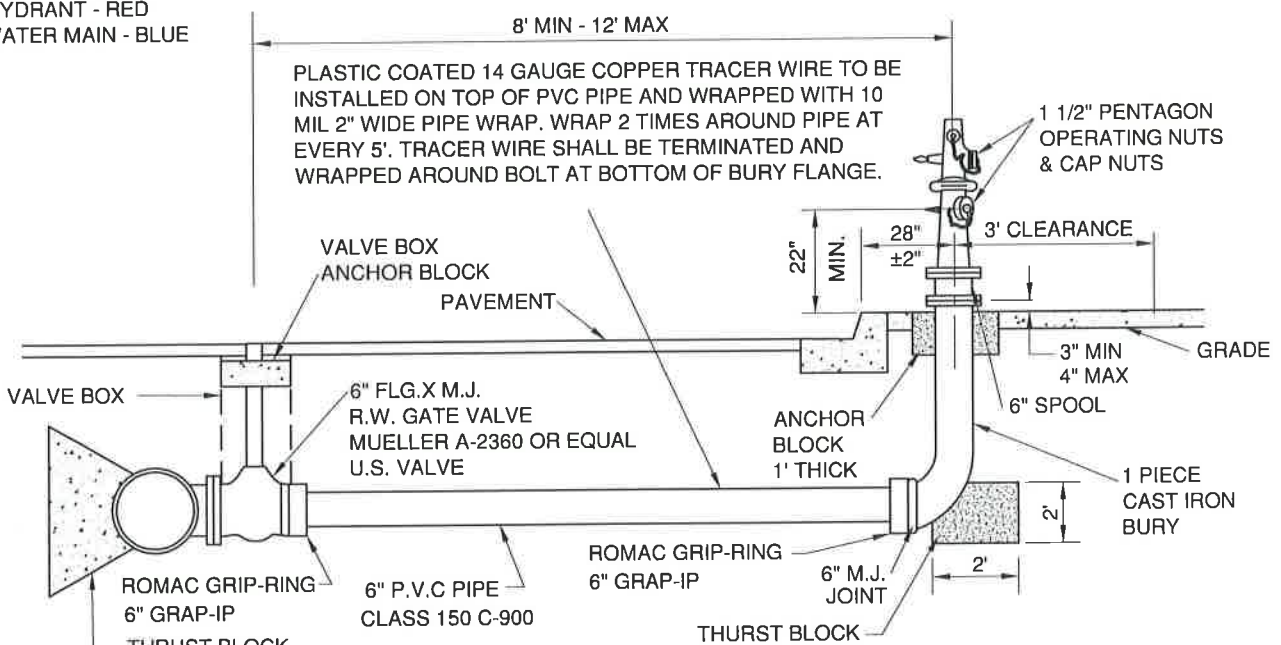 YDRANT - RED
WATER MAIN - BLUE
8' MIN - 12' MAX
PLASTIC COATED 14 GAUGE COPPER TRACER WIRE TO BE
INSTALLED ON TOP OF PVC PIPE AND WRAPPED WITH 10
MIL 2" WIDE PIPE WRAP. WRAP 2 TIMES AROUND PIPE AT
EVERY 5'. TRACER WIRE SHALL BE TERMINATED AND
WRAPPED AROUND BOLT AT BOTTOM OF BURY FLANGE.
1 1/2" PENTAGON
OPERATING NUTS
& CAP NUTS
22"
MIN.
28"
±2"
3' CLEARANCE
VALVE BOX
ANCHOR BLOCK
PAVEMENT
3" MIN
4" MAX
GRADE
6" SPOOL
VALVE BOX
6" FLG.X M.J.
R.W. GATE VALVE
MUELLER A-2360 OR EQUAL
U.S. VALVE
ANCHOR
BLOCK
1' THICK
1 PIECE
CAST IRON
BURY
2'
2'
ROMAC GRIP-RING
6" GRAP-IP
THRUST BLOCK
6" P.V.C PIPE
CLASS 150 C-900
ROMAC GRIP-RING
6" GRAP-IP
6" M.J.
JOINT
THURST BLOCK